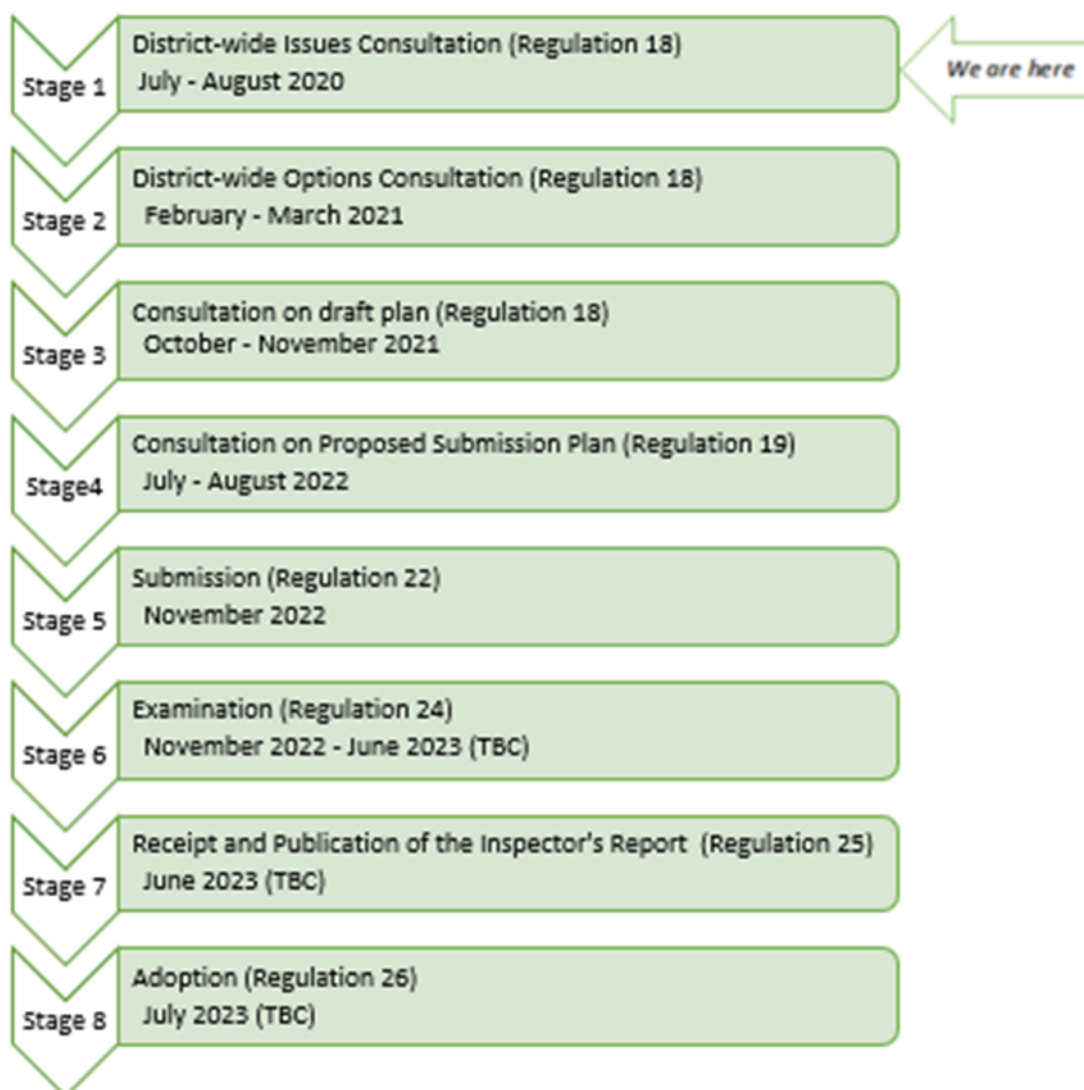 Stage 1
District-wide Issues Consultation (Regulation 18)
July - August 2020
We are here
Stage 2
District-wide Options Consultation (Regulation 18)
February - March 2021
Stage 3
Consultation on draft plan (Regulation 18)
October - November 2021
Stage4
Consultation on Proposed Submission Plan (Regulation 19)
July - August 2022
Stage 5
Submission (Regulation 22)
November 2022
Stage 6
Examination (Regulation 24)
November 2022 - June 2023 (TBC)
Stage 7
Receipt and Publication of the Inspector's Report  (Regulation 25)
June 2023 (TBC)
Stage 8
Adoption (Regulation 26)
July 2023 (TBC)